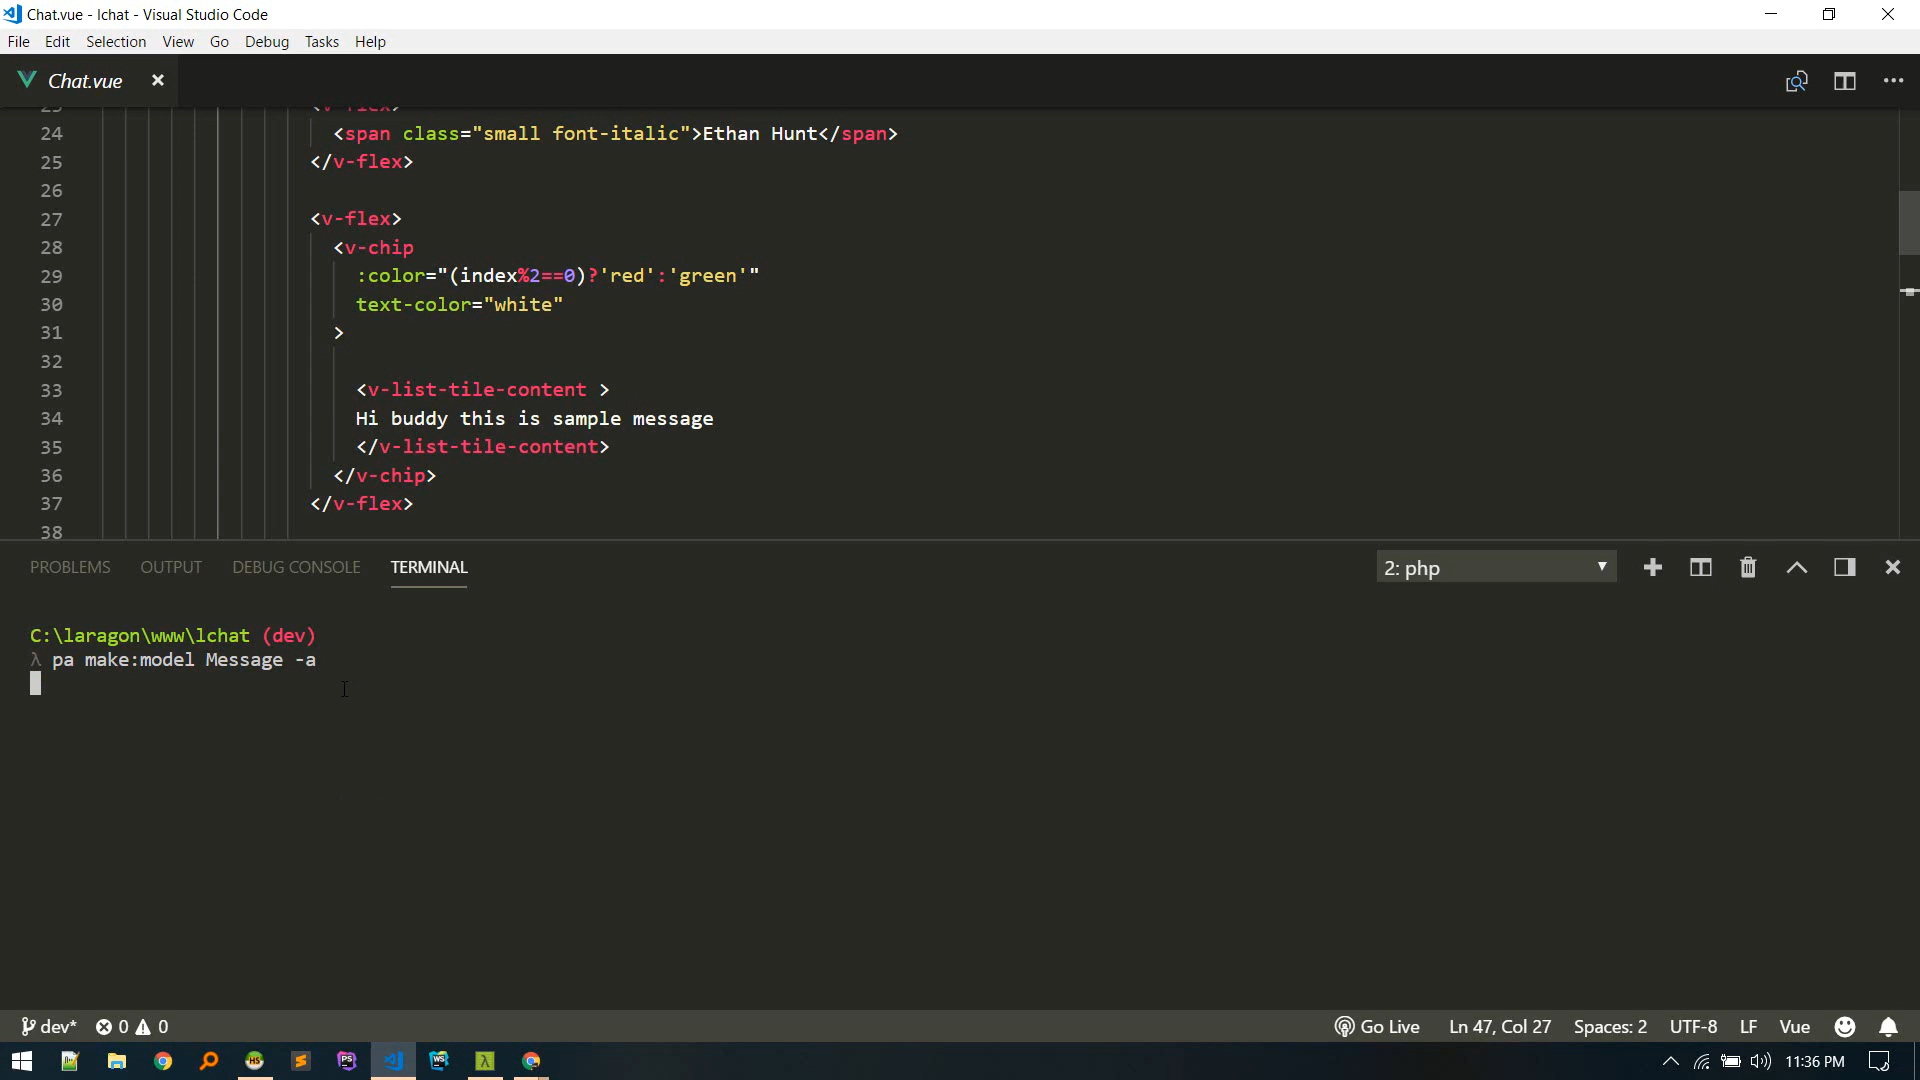 Chat.vue - lchat - Visual Studio Code
File Edit Selection View Go Debug Tasks Help
Chat.vue
23 <v-flex>
24 <span class="small font-italic">Ethan Hunt</span>
25 </v-flex>
26
27 <v-flex>
28 <v-chip
29 :color="(index%2==0)?'red':'green'"
30 text-color="white"
31 >
32
33 <v-list-tile-content >
34 Hi buddy this is sample message
35 </v-list-tile-content>
36 </v-chip>
37 </v-flex>
38
PROBLEMS OUTPUT DEBUG CONSOLE TERMINAL 2: php
C:\laragon\www\lchat (dev)
λ pa make:model Message -a
dev* 0 0 Go Live Ln 47, Col 27 Spaces: 2 UTF-8 LF Vue
HS S PS WS λ 11:36 PM